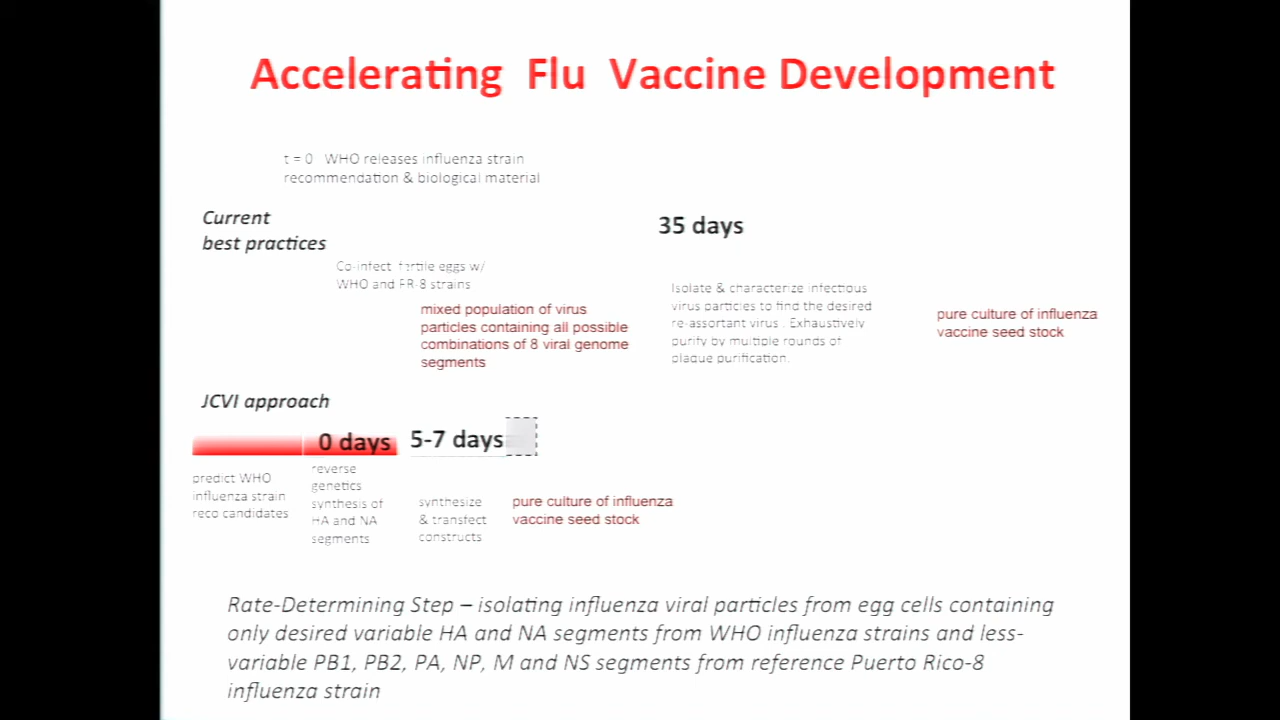 Accelerating Flu Vaccine Development
t = 0 WHO releases influenza strain
recommendation & biological material
Current
best practices
35 days
Co-infect fertile eggs w/
WHO and PR-8 strains
mixed population of virus
particles containing all possible
combinations of 8 viral genome
segments
Isolate & characterize infectious
virus particles to find the desired
re-assortant virus. Exhaustively
purify by multiple rounds of
plaque purification.
pure culture of influenza
vaccine seed stock
JCVI approach
0 days
5-7 days
predict WHO
influenza strain
reco candidates
reverse
genetics
synthesis of
HA and NA
segments
synthesize
& transfect
constructs
pure culture of influenza
vaccine seed stock
Rate-Determining Step – isolating influenza viral particles from egg cells containing
only desired variable HA and NA segments from WHO influenza strains and less-
variable PB1, PB2, PA, NP, M and NS segments from reference Puerto Rico-8
influenza strain